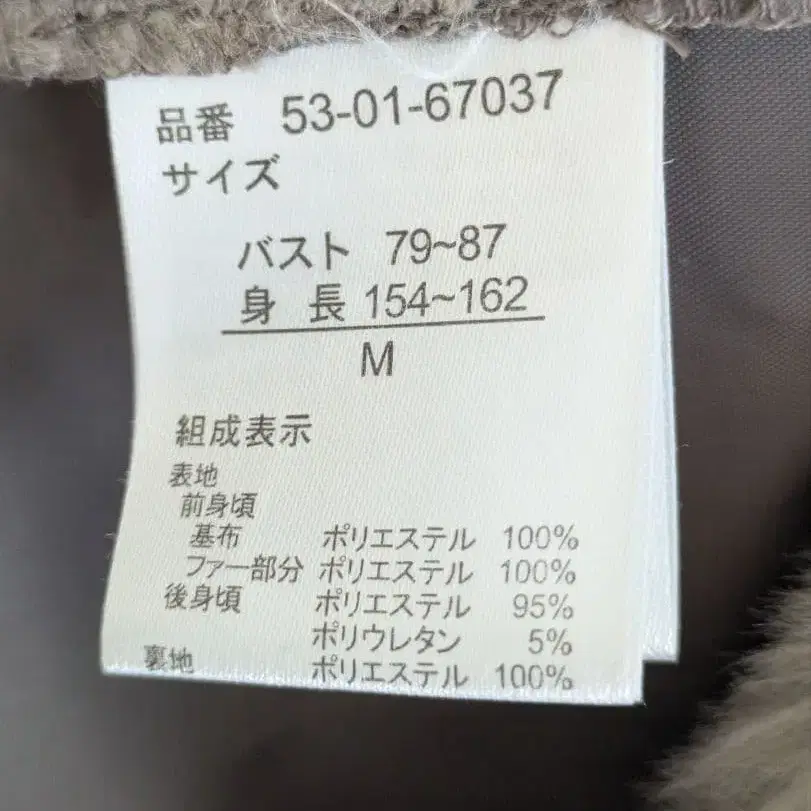 品番 53-01-67037
サイズ
バスト 79~87
身 長 154~162
M
組成表示
表地
前身頃
基布 ポリエステル 100%
ファー部分 ポリエステル 100%
後身頃 ポリエステル 95%
ポリウレタン 5%
裏地 ポリエステル 100%